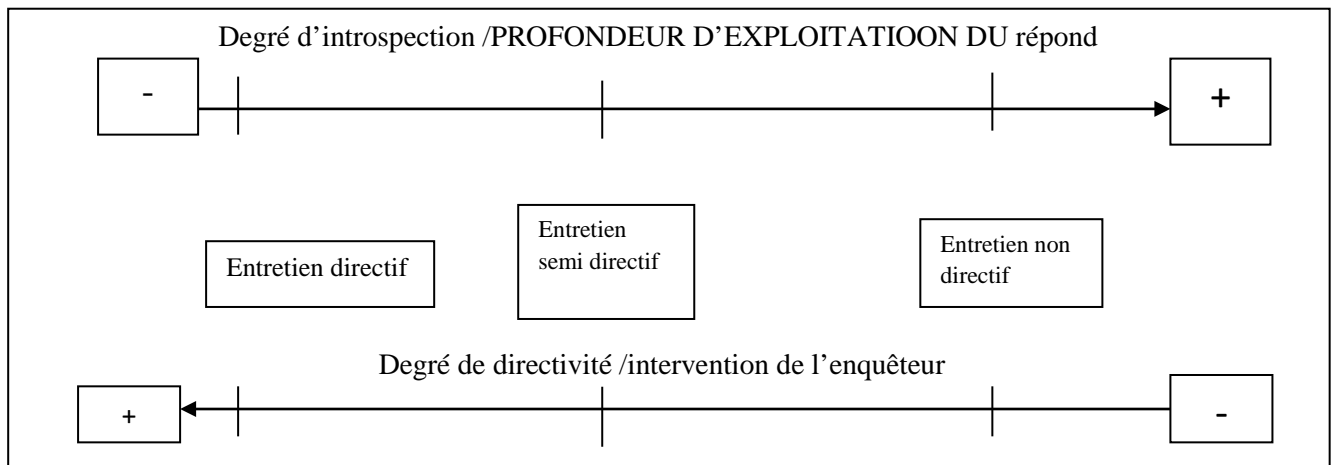 Degré d’introspection /PROFONDEUR D’EXPLOITATIOON DU répond
-
+
Entretien directif
Entretien
semi directif
Entretien non
directif
Degré de directivité /intervention de l’enquêteur
+
-